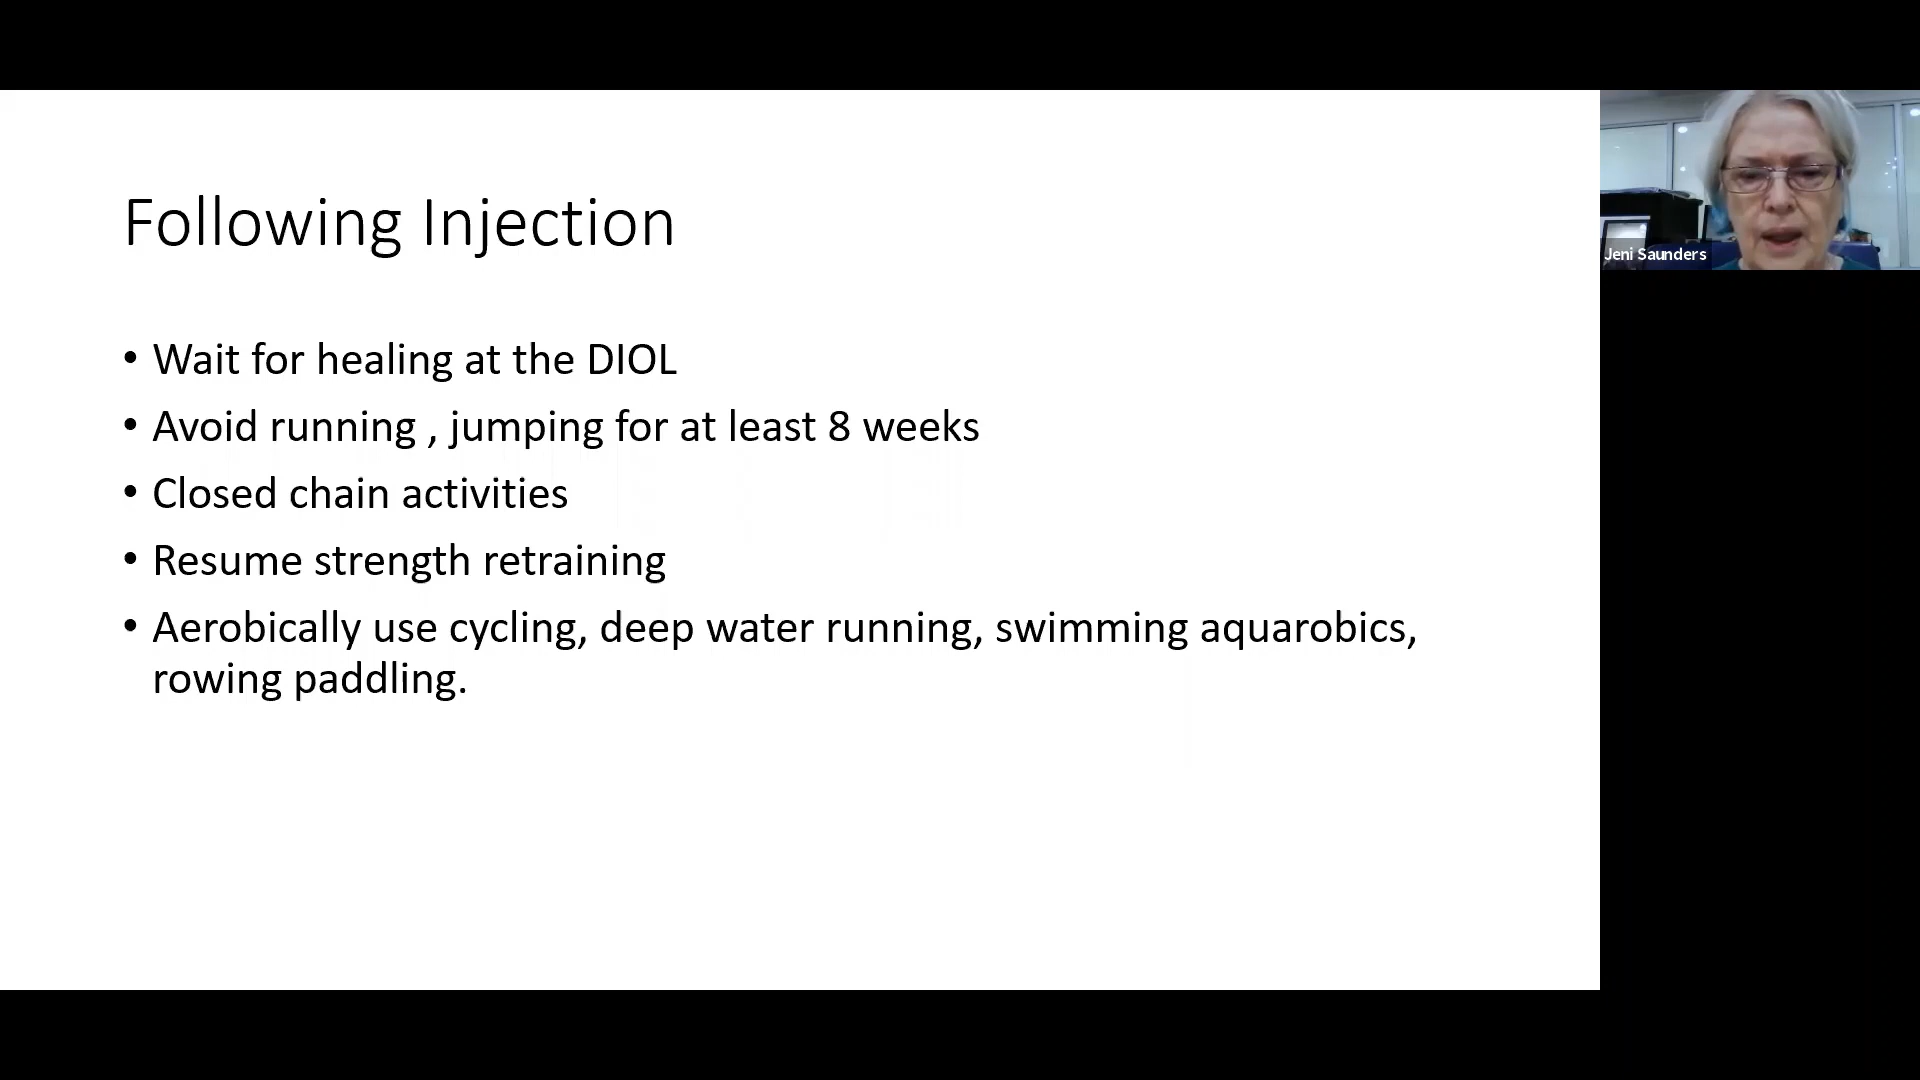 Following Injection
• Wait for healing at the DIOL
• Avoid running , jumping for at least 8 weeks
• Closed chain activities
• Resume strength retraining
• Aerobically use cycling, deep water running, swimming aquarobics,
rowing paddling.
Jeni Saunders